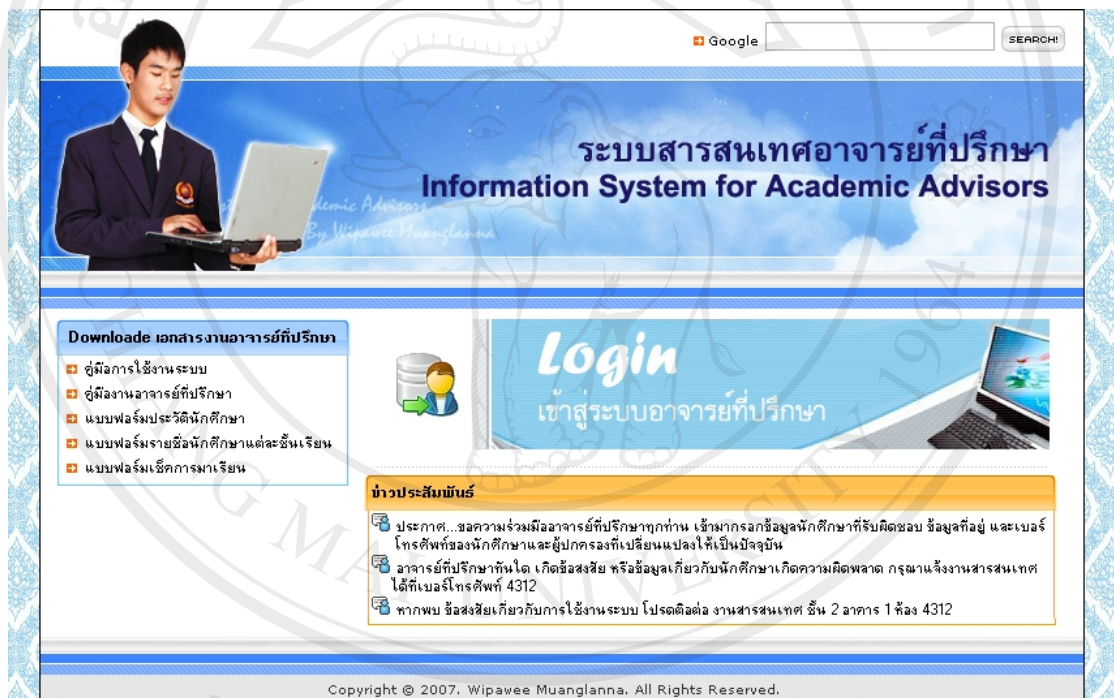 Google
SEARCH!
ระบบสารสนเทศอาจารย์ที่ปรึกษา
Information System for Academic Advisors
demic Advisors
By Wipawee Muanglanna
Downloade เอกสารงานอาจารย์ที่ปรึกษา
คู่มือการใช้งานระบบ
คู่มืองานอาจารย์ที่ปรึกษา
แบบฟอร์มประวัตินักศึกษา
แบบฟอร์มรายชื่อนักศึกษาแต่ละชั้นเรียน
แบบฟอร์มเช็คการมาเรียน
Login
เข้าสู่ระบบอาจารย์ที่ปรึกษา
ข่าวประสัมพันธ์
ประกาศ...ขอความร่วมมืออาจารย์ที่ปรึกษาทุกท่าน เข้ามากรอกข้อมูลนักศึกษาที่รับผิดชอบ ข้อมูลที่อยู่ และเบอร์
โทรศัพท์ของนักศึกษาและผู้ปกครองที่เปลี่ยนแปลงให้เป็นปัจจุบัน
อาจารย์ที่ปรึกษาทันใด เกิดข้อสงสัย หรือข้อมูลเกี่ยวกับนักศึกษาเกิดความผิดพลาด กรุณาแจ้งงานสารสนเทศ
ได้ที่เบอร์โทรศัพท์ 4312
หากพบ ข้อสงสัยเกี่ยวกับการใช้งานระบบ โปรดติอต่อ งานสารสนเทศ ชั้น 2 อาคาร 1 ห้อง 4312
Copyright © 2007. Wipawee Muanglanna. All Rights Reserved.
CHIANG MAI UNIVERSITY 1964